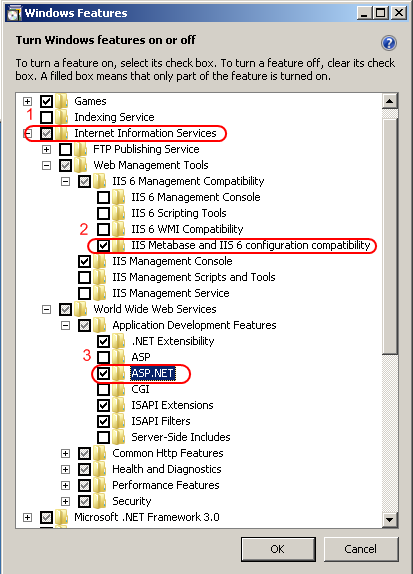 Windows Features
Turn Windows features on or off
To turn a feature on, select its check box. To turn a feature off, clear its check
box. A filled box means that only part of the feature is turned on.
Games
1
Indexing Service
Internet Information Services
FTP Publishing Service
Web Management Tools
IIS 6 Management Compatibility
IIS 6 Management Console
IIS 6 Scripting Tools
2
IIS 6 WMI Compatibility
IIS Metabase and IIS 6 configuration compatibility
IIS Management Console
IIS Management Scripts and Tools
IIS Management Service
World Wide Web Services
Application Development Features
.NET Extensibility
3
ASP
ASP.NET
CGI
ISAPI Extensions
ISAPI Filters
Server-Side Includes
Common Http Features
Health and Diagnostics
Performance Features
Security
Microsoft .NET Framework 3.0
OK
Cancel